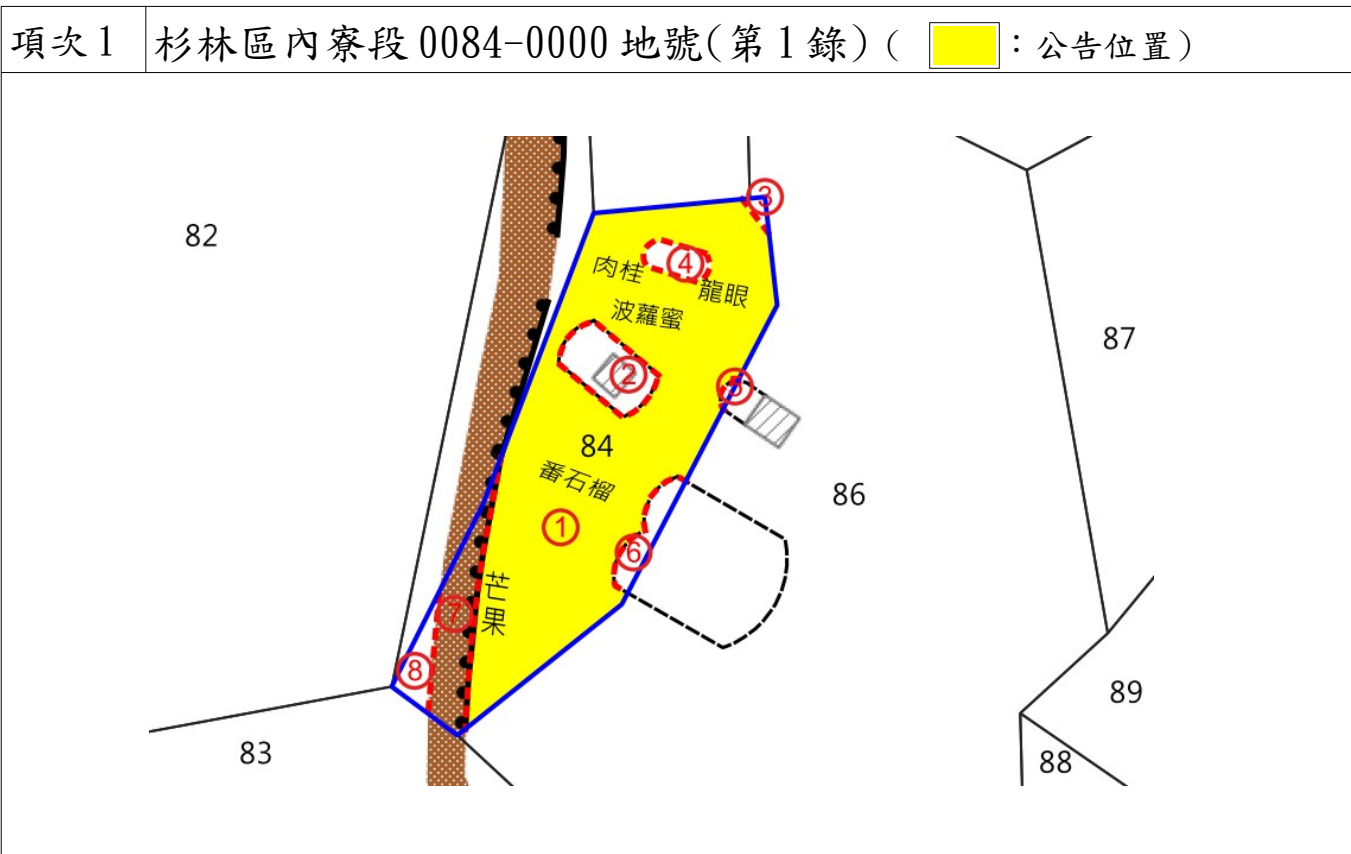 項次1 杉林區內寮段0084-0000地號(第1錄)( :公告位置)
82
③
④
肉桂
龍眼
波蘿蜜
87
②
⑤
84
番石榴
86
①
⑥
芒果
⑦
⑧
89
83
88